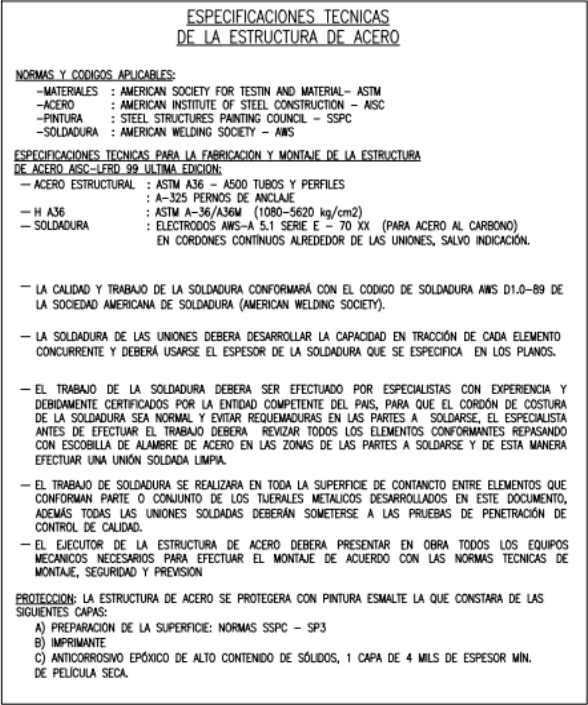 ESPECIFICACIONES TECNICAS
DE LA ESTRUCTURA DE ACERO
NORMAS Y CODIGOS APLICABLES:
-MATERIALES : AMERICAN SOCIETY FOR TESTIN AND MATERIAL- ASTM
-ACERO : AMERICAN INSTITUTE OF STEEL CONSTRUCTION - AISC
-PINTURA : STEEL STRUCTURES PAINTING COUNCIL - SSPC
-SOLDADURA : AMERICAN WELDING SOCIETY - AWS
ESPECIFICACIONES TECNICAS PARA LA FABRICACION Y MONTAJE DE LA ESTRUCTURA
DE ACERO AISC-LFRD 99 ULTIMA EDICION:
- ACERO ESTRUCTURAL : ASTM A36 - A500 TUBOS Y PERFILES
: A-325 PERNOS DE ANCLAJE
- H A36 : ASTM A-36/A36M (1080-5620 kg/cm2)
- SOLDADURA : ELECTRODOS AWS-A 5.1 SERIE E - 70 XX (PARA ACERO AL CARBONO)
EN CORDONES CONTÍNUOS ALREDEDOR DE LAS UNIONES, SALVO INDICACIÓN.
- LA CALIDAD Y TRABAJO DE LA SOLDADURA CONFORMARÁ CON EL CODIGO DE SOLDADURA AWS D1.0-89 DE
LA SOCIEDAD AMERICANA DE SOLDADURA (AMERICAN WELDING SOCIETY).
- LA SOLDADURA DE LAS UNIONES DEBERA DESARROLLAR LA CAPACIDAD EN TRACCIÓN DE CADA ELEMENTO
CONCURRENTE Y DEBERÁ USARSE EL ESPESOR DE LA SOLDADURA QUE SE ESPECIFICA EN LOS PLANOS.
- EL TRABAJO DE LA SOLDADURA DEBERA SER EFECTUADO POR ESPECIALISTAS CON EXPERIENCIA Y
DEBIDAMENTE CERTIFICADOS POR LA ENTIDAD COMPETENTE DEL PAIS, PARA QUE EL CORDÓN DE COSTURA
DE LA SOLDADURA SEA NORMAL Y EVITAR REQUEMADURAS EN LAS PARTES A SOLDARSE, EL ESPECIALISTA
ANTES DE EFECTUAR EL TRABAJO DEBERA REVIZAR TODOS LOS ELEMENTOS CONFORMANTES REPASANDO
CON ESCOBILLA DE ALAMBRE DE ACERO EN LAS ZONAS DE LAS PARTES A SOLDARSE Y DE ESTA MANERA
EFECTUAR UNA UNIÓN SOLDADA LIMPIA.
- EL TRABAJO DE SOLDADURA SE REALIZARA EN TODA LA SUPERFICIE DE CONTANCTO ENTRE ELEMENTOS QUE
CONFORMAN PARTE O CONJUNTO DE LOS TIJERALES METALICOS DESARROLLADOS EN ESTE DOCUMENTO,
ADEMÁS TODAS LAS UNIONES SOLDADAS DEBERÁN SOMETERSE A LAS PRUEBAS DE PENETRACIÓN DE
CONTROL DE CALIDAD.
- EL EJECUTOR DE LA ESTRUCTURA DE ACERO DEBERA PRESENTAR EN OBRA TODOS LOS EQUIPOS
MECANICOS NECESARIOS PARA EFECTUAR EL MONTAJE DE ACUERDO CON LAS NORMAS TECNICAS DE
MONTAJE, SEGURIDAD Y PREVISION
PROTECCION: LA ESTRUCTURA DE ACERO SE PROTEGERA CON PINTURA ESMALTE LA QUE CONSTARA DE LAS
SIGUIENTES CAPAS:
A) PREPARACION DE LA SUPERFICIE: NORMAS SSPC - SP3
B) IMPRIMANTE
C) ANTICORROSIVO EPÓXICO DE ALTO CONTENIDO DE SÓLIDOS, 1 CAPA DE 4 MILS DE ESPESOR MÍN.
DE PELÍCULA SECA.